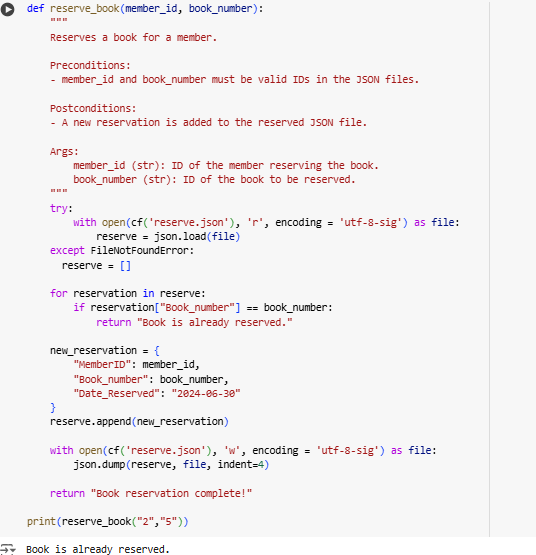 def reserve_book(member_id, book_number):
    """
    Reserves a book for a member.

    Preconditions:
    - member_id and book_number must be valid IDs in the JSON files.

    Postconditions:
    - A new reservation is added to the reserved JSON file.

    Args:
        member_id (str): ID of the member reserving the book.
        book_number (str): ID of the book to be reserved.
    """
    try:
        with open(cf('reserve.json'), 'r', encoding = 'utf-8-sig') as file:
            reserve = json.load(file)
    except FileNotFoundError:
      reserve = []

    for reservation in reserve:
        if reservation["Book_number"] == book_number:
            return "Book is already reserved."

    new_reservation = {
        "MemberID": member_id,
        "Book_number": book_number,
        "Date_Reserved": "2024-06-30"
    }
    reserve.append(new_reservation)

    with open(cf('reserve.json'), 'w', encoding = 'utf-8-sig') as file:
        json.dump(reserve, file, indent=4)

    return "Book reservation complete!"

print(reserve_book("2","5"))
Book is already reserved.